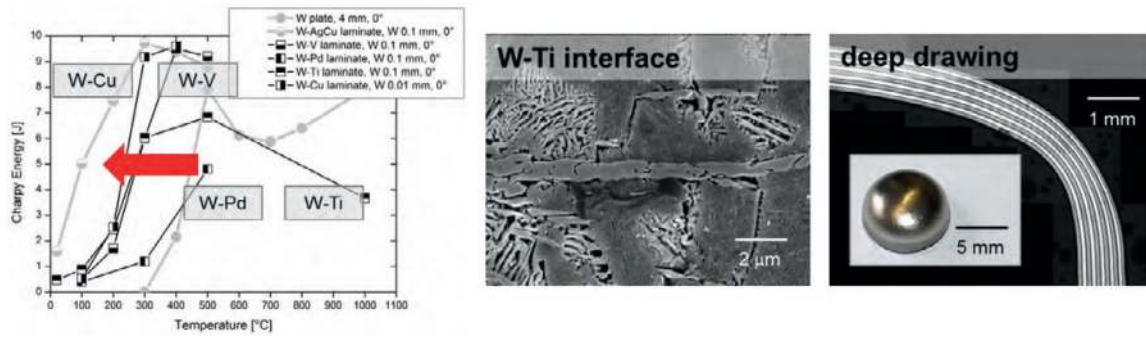 W plate, 4 mm, 0°
W-AgCu laminate, W 0.1 mm, 0°
W-V laminate, W 0.1 mm, 0°
W-Pd laminate, W 0.1 mm, 0°
W-Ti laminate, W 0.1 mm, 0°
W-Cu laminate, W 0.01 mm, 0°
10
9
8
7
6
5
4
3
2
1
0
Charpy Energy [J]
W-Cu
W-V
W-Pd
W-Ti
0 100 200 300 400 500 600 700 800 900 1000 1100
Temperature [°C]
W-Ti interface
2 µm
deep drawing
1 mm
5 mm